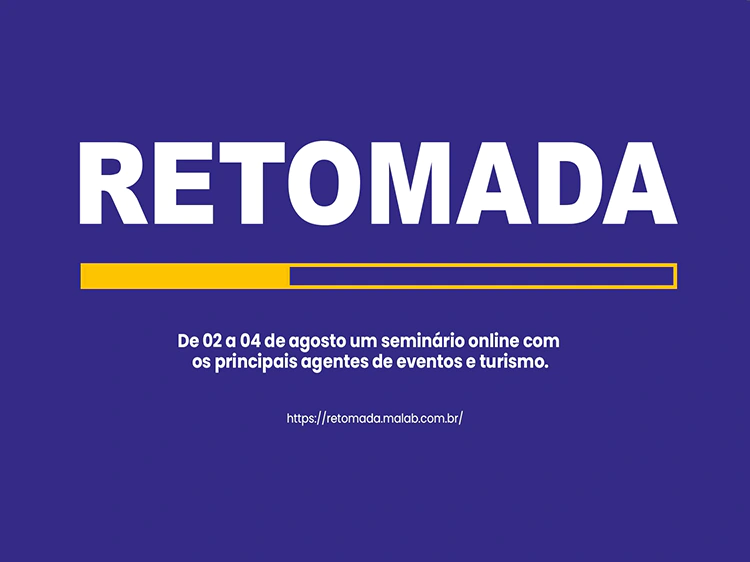 RETOMADA
De 02 a 04 de agosto um seminário online com
os principais agentes de eventos e turismo.
https://retomada.malab.com.br/